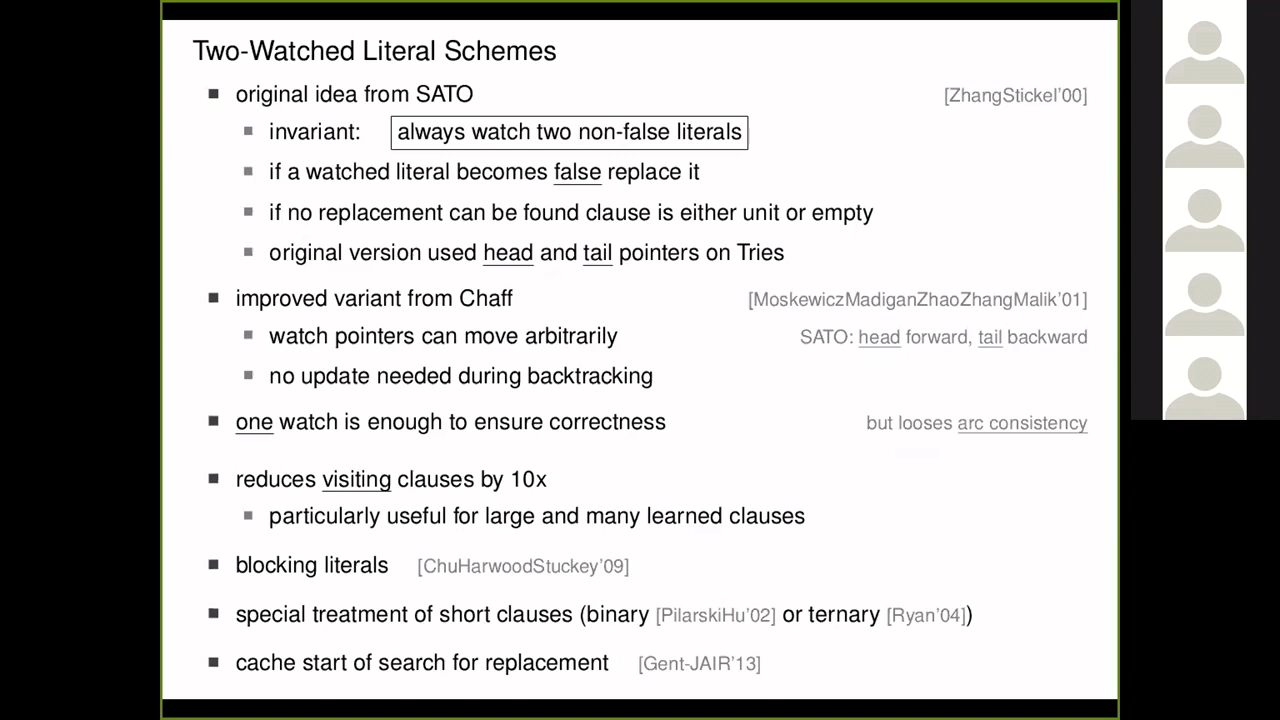 Two-Watched Literal Schemes
original idea from SATO [ZhangStickel'00]
invariant: always watch two non-false literals
if a watched literal becomes false replace it
if no replacement can be found clause is either unit or empty
original version used head and tail pointers on Tries
improved variant from Chaff [MoskewiczMadiganZhaoZhangMalik'01]
watch pointers can move arbitrarily SATO: head forward, tail backward
no update needed during backtracking
one watch is enough to ensure correctness but looses arc consistency
reduces visiting clauses by 10x
particularly useful for large and many learned clauses
blocking literals [ChuHarwoodStuckey'09]
special treatment of short clauses (binary [PilarskiHu'02] or ternary [Ryan'04])
cache start of search for replacement [Gent-JAIR'13]